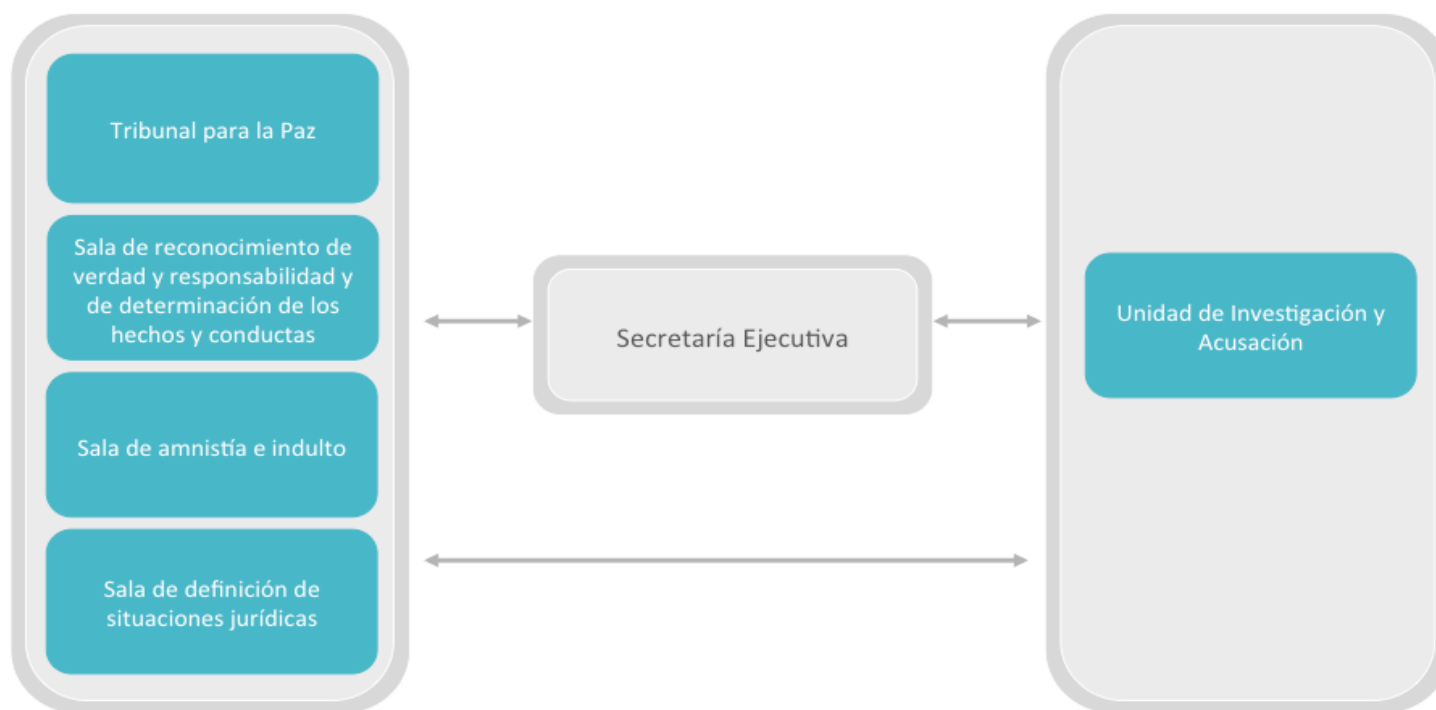 Tribunal para la Paz
Sala de reconocimiento de
verdad y responsabilidad y
de determinación de los
hechos y conductas
Sala de amnistía e indulto
Sala de definición de
situaciones jurídicas
Secretaría Ejecutiva
Unidad de Investigación y
Acusación